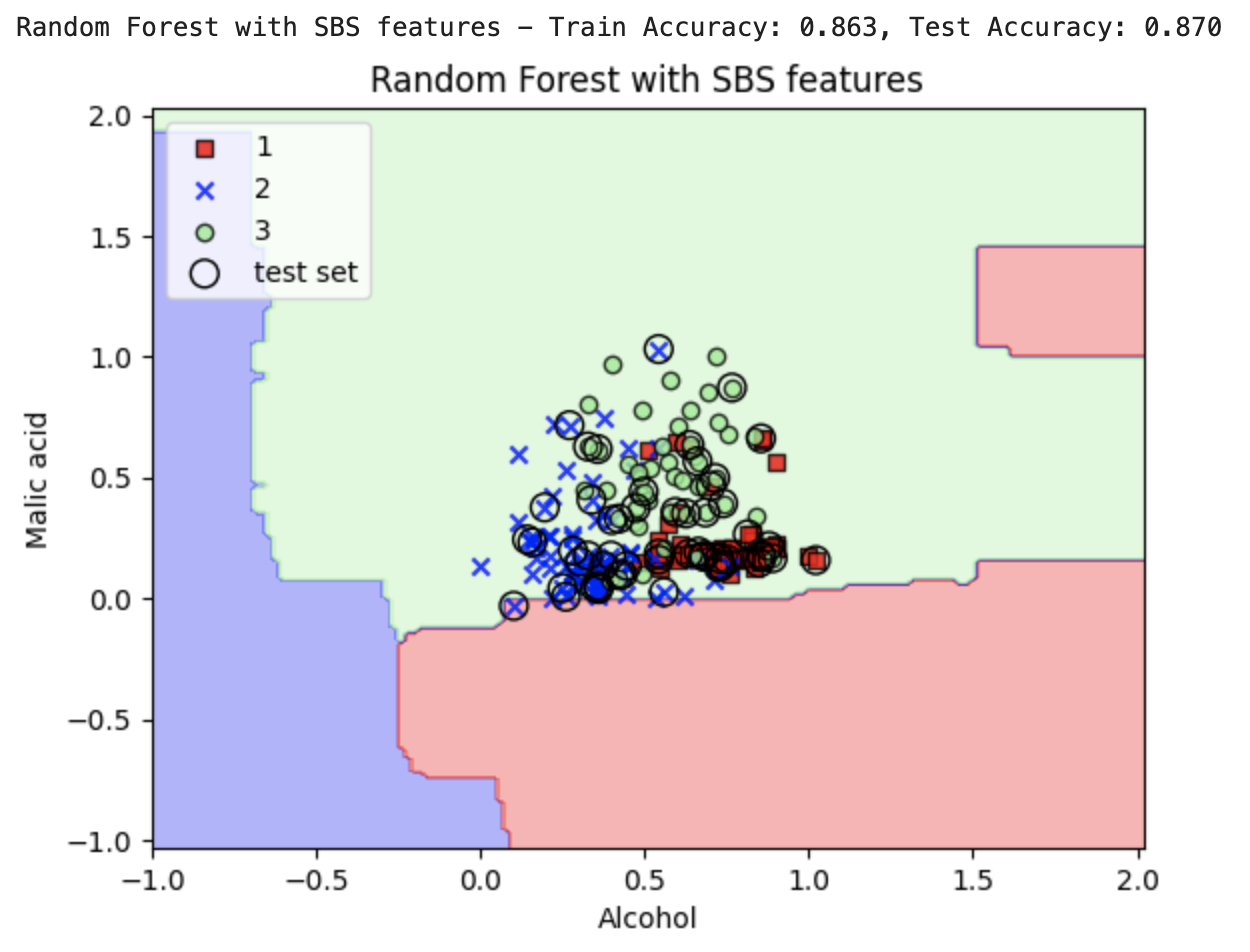 Random Forest with SBS features – Train Accuracy: 0.863, Test Accuracy: 0.870
Random Forest with SBS features
1
2
3
test set
2.0
1.5
1.0
0.5
0.0
−0.5
−1.0
Malic acid
−1.0 −0.5 0.0 0.5 1.0 1.5 2.0
Alcohol